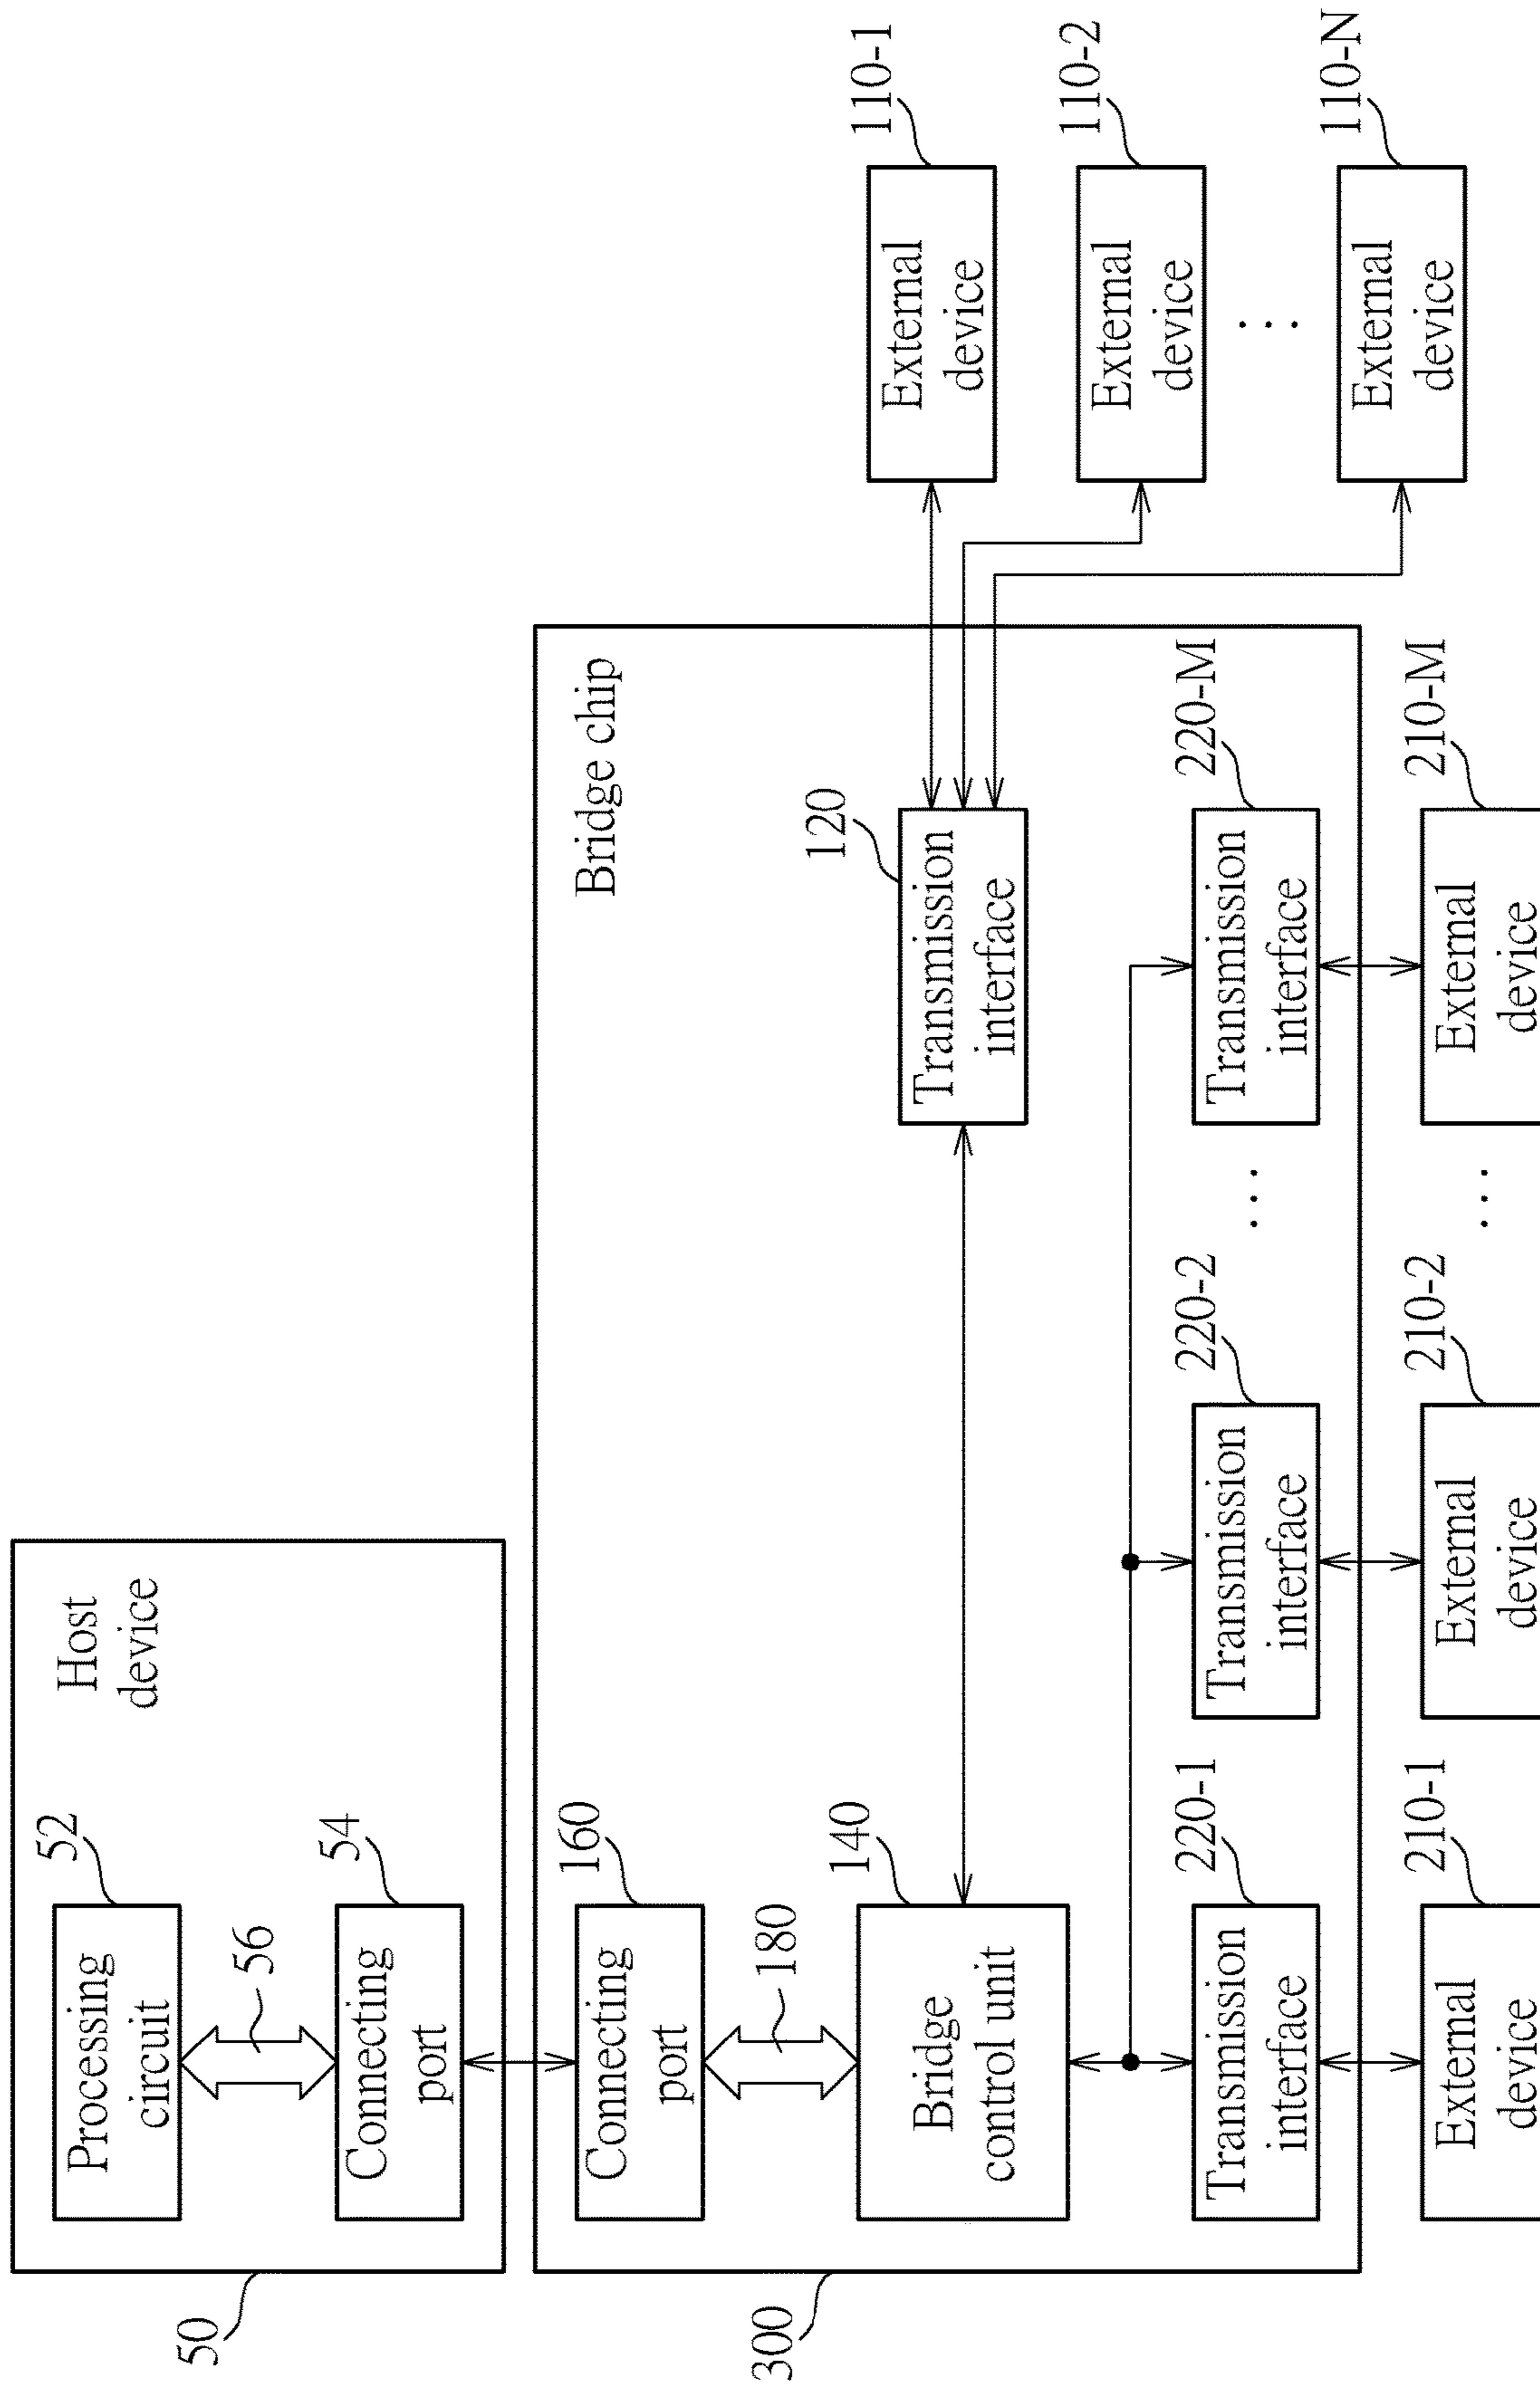 50
Host
device
52
Processing
circuit
56
54
Connecting
port
300
Bridge chip
160
Connecting
port
180
140
Bridge
control unit
120
Transmission
interface
110-1
External
device
110-2
External
device
...
110-N
External
device
220-1
Transmission
interface
220-2
Transmission
interface
...
220-M
Transmission
interface
210-1
External
device
210-2
External
device
...
210-M
External
device